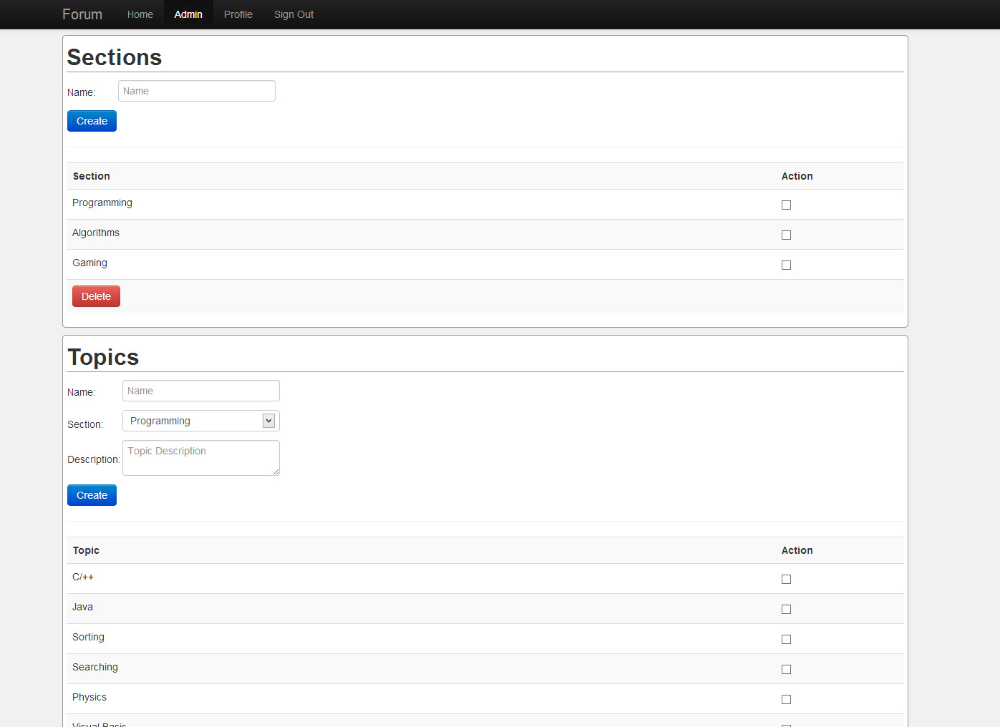 Forum Home Admin Profile Sign Out
Sections
Name: Name
Create
Section Action
Programming
Algorithms
Gaming
Delete
Topics
Name: Name
Section: Programming
Description: Topic Description
Create
Topic Action
C/++
Java
Sorting
Searching
Physics
Visual Basic